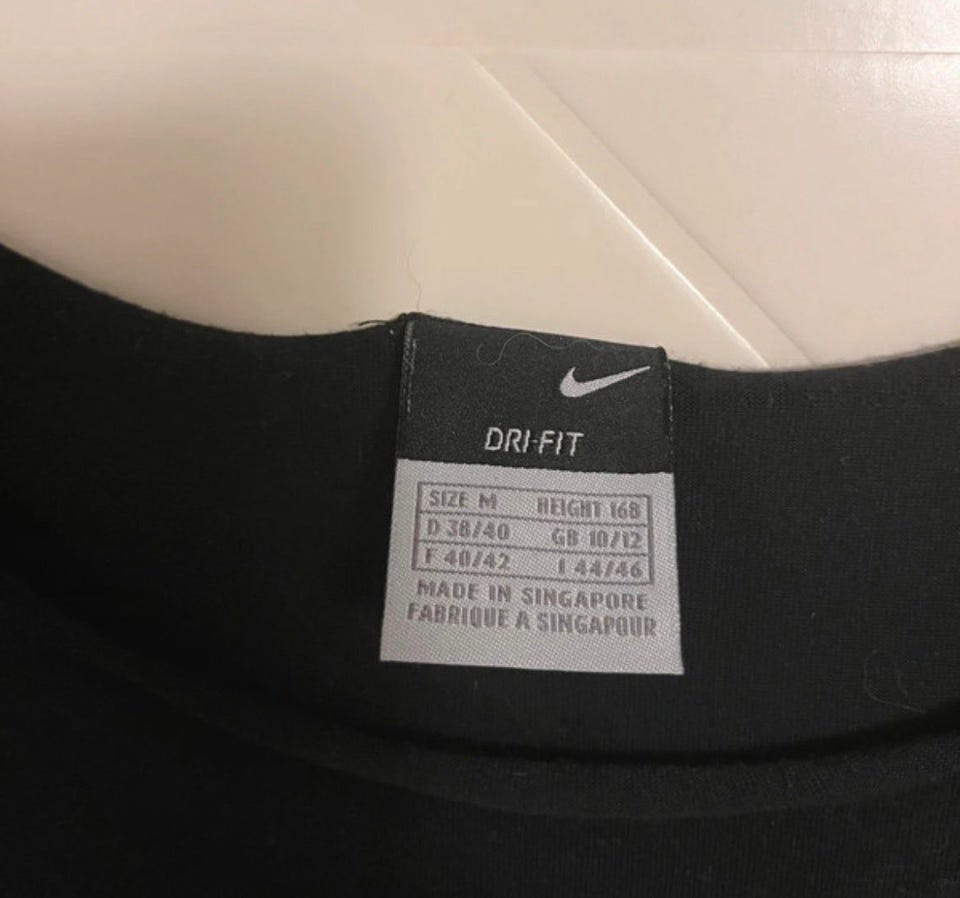 DRI-FIT
SIZE M HEIGHT 168
D 38/40 GB 10/12
F 40/42 I 44/46
MADE IN SINGAPORE
FABRIQUE A SINGAPOUR